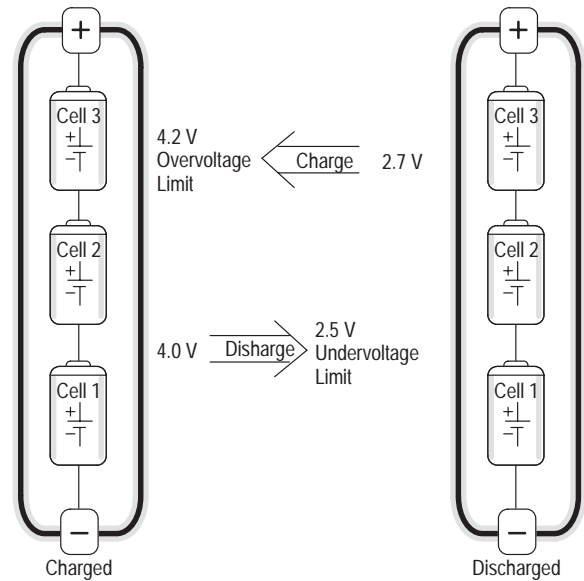 +
+
Cell 3
+
−
4.2 V
Overvoltage
Limit
Charge
2.7 V
Cell 3
+
−
Cell 2
+
−
Cell 2
+
−
4.0 V
Disharge
2.5 V
Undervoltage
Limit
Cell 1
+
−
Cell 1
+
−
−
−
Charged
Discharged